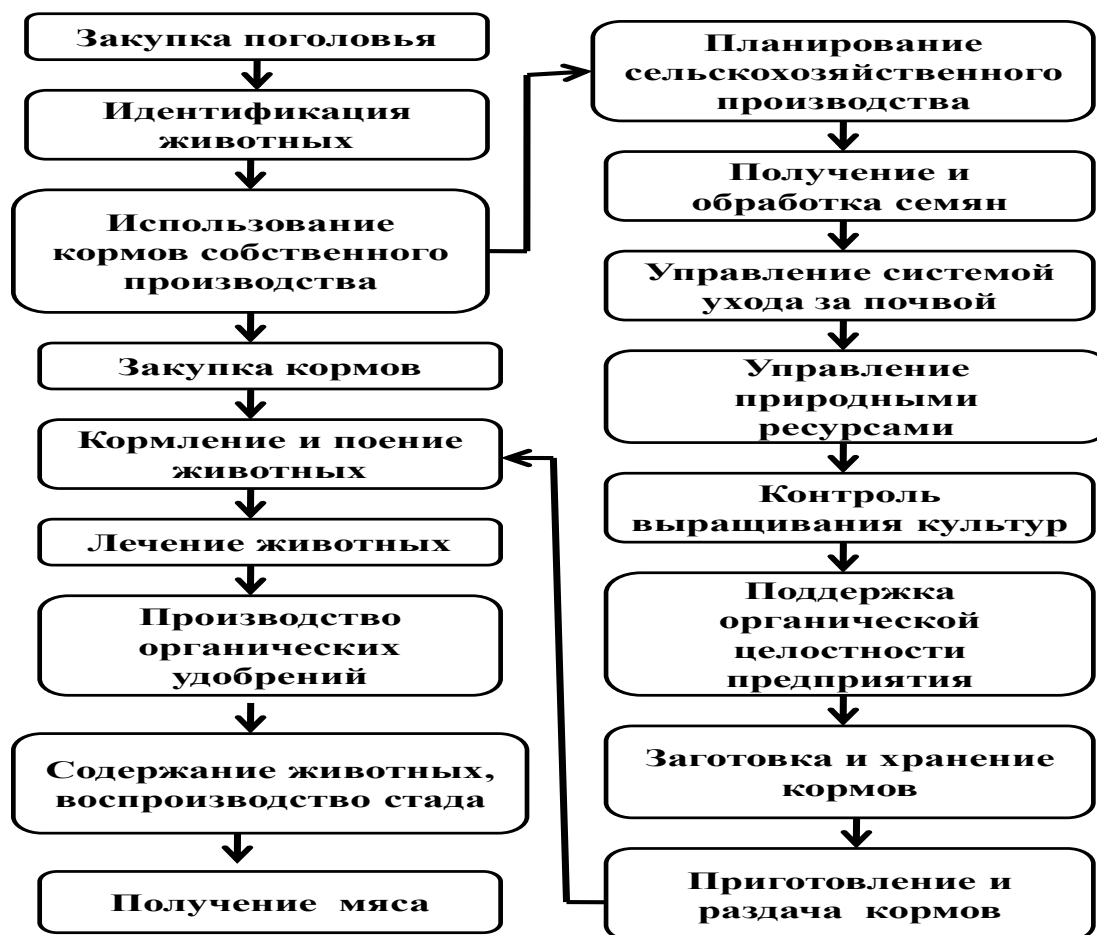 Закупка поголовья
Идентификация
животных
Использование
кормов собственного
производства
Закупка кормов
Кормление и поение
животных
Лечение животных
Производство
органических
удобрений
Содержание животных,
воспроизводство стада
Получение мяса
Планирование
сельскохозяйственного
производства
Получение и
обработка семян
Управление системой
ухода за почвой
Управление
природными
ресурсами
Контроль
выращивания культур
Поддержка
органической
целостности
предприятия
Заготовка и хранение
кормов
Приготовление и
раздача кормов